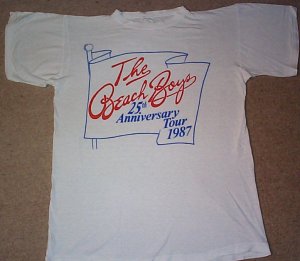 The
Beach Boys
25th
Anniversary
Tour
1987